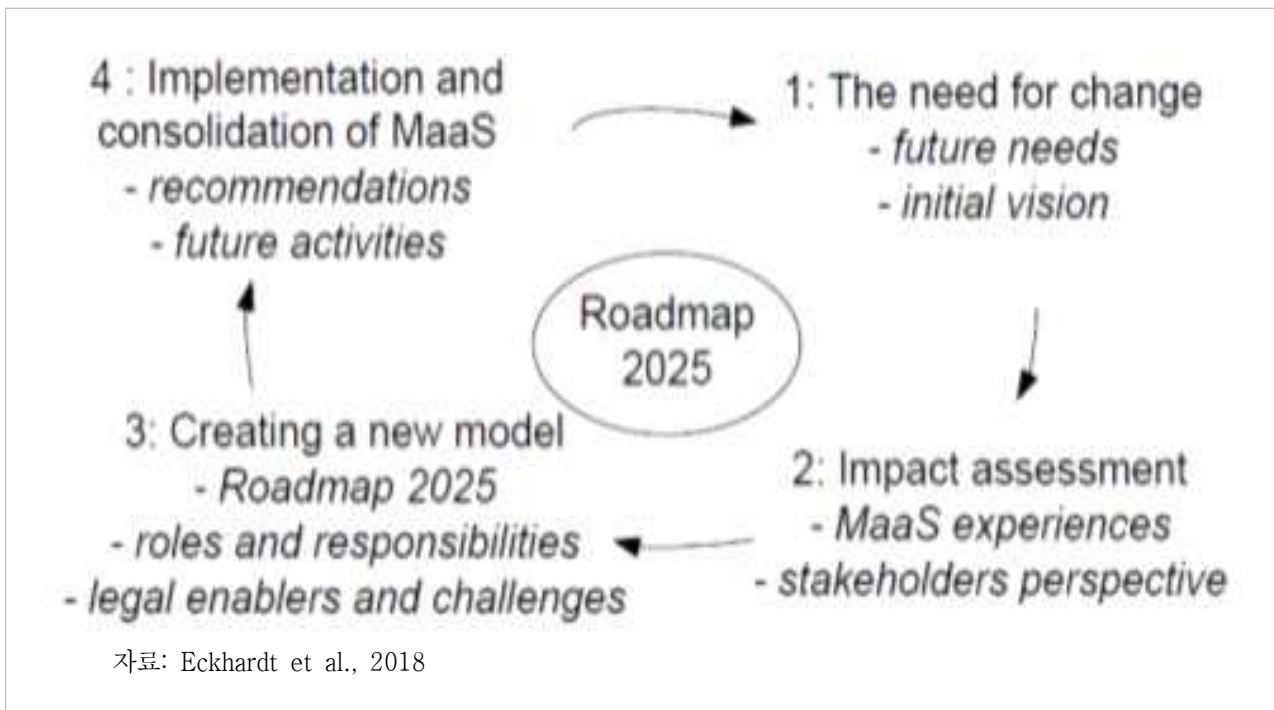 4 : Implementation and
consolidation of MaaS
- recommendations
- future activities
1: The need for change
- future needs
- initial vision
Roadmap
2025
3: Creating a new model
- Roadmap 2025
- roles and responsibilities
- legal enablers and challenges
2: Impact assessment
- MaaS experiences
- stakeholders perspective
자료: Eckhardt et al., 2018